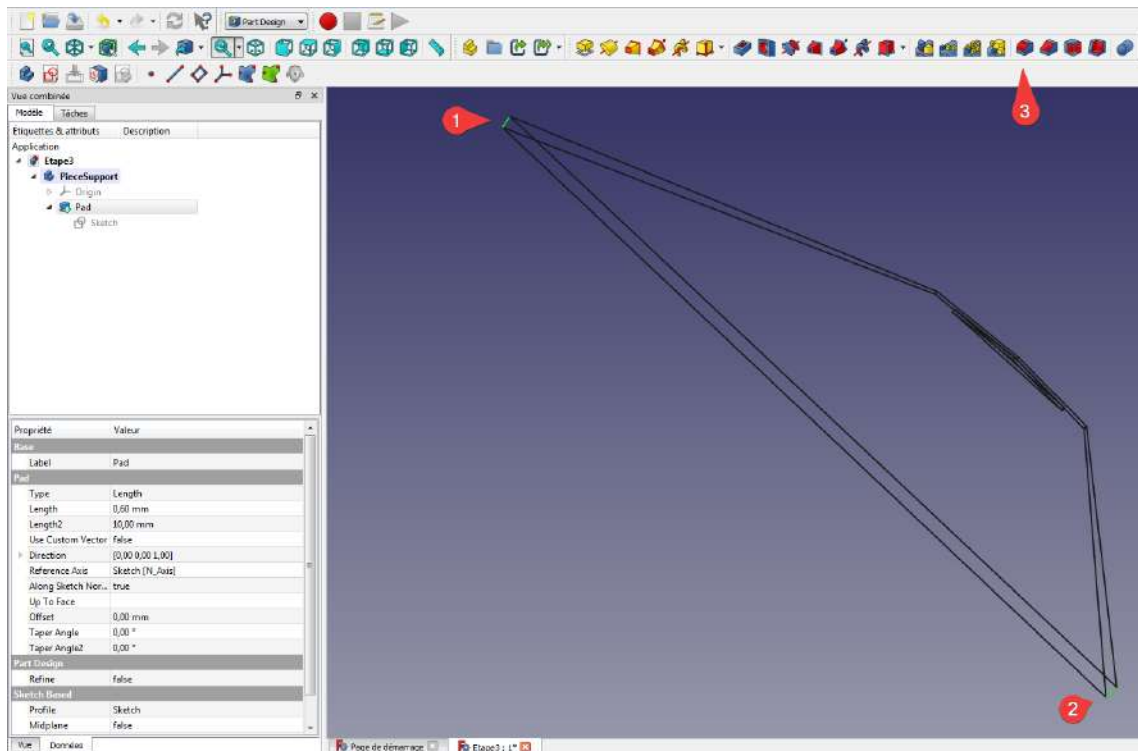 Part Design
Vue combinée
Modèle Tâches
Étiquettes & attributs Description
Application
Etape3
PieceSupport
Origin
Pad
Sketch
1
2
3
Propriété Valeur
Base
Label Pad
Pad
Type Length
Length 0,60 mm
Length2 10,00 mm
Use Custom Vector false
Direction [0,00 0,00 1,00]
Reference Axis Sketch [N_Axis]
Along Sketch Nor... true
Up To Face
Offset 0,00 mm
Taper Angle 0,00 °
Taper Angle2 0,00 °
Part Design
Refine false
Sketch Based
Profile Sketch
Midplane false
Vue Données
Page de démarrage Etape3 : 1*